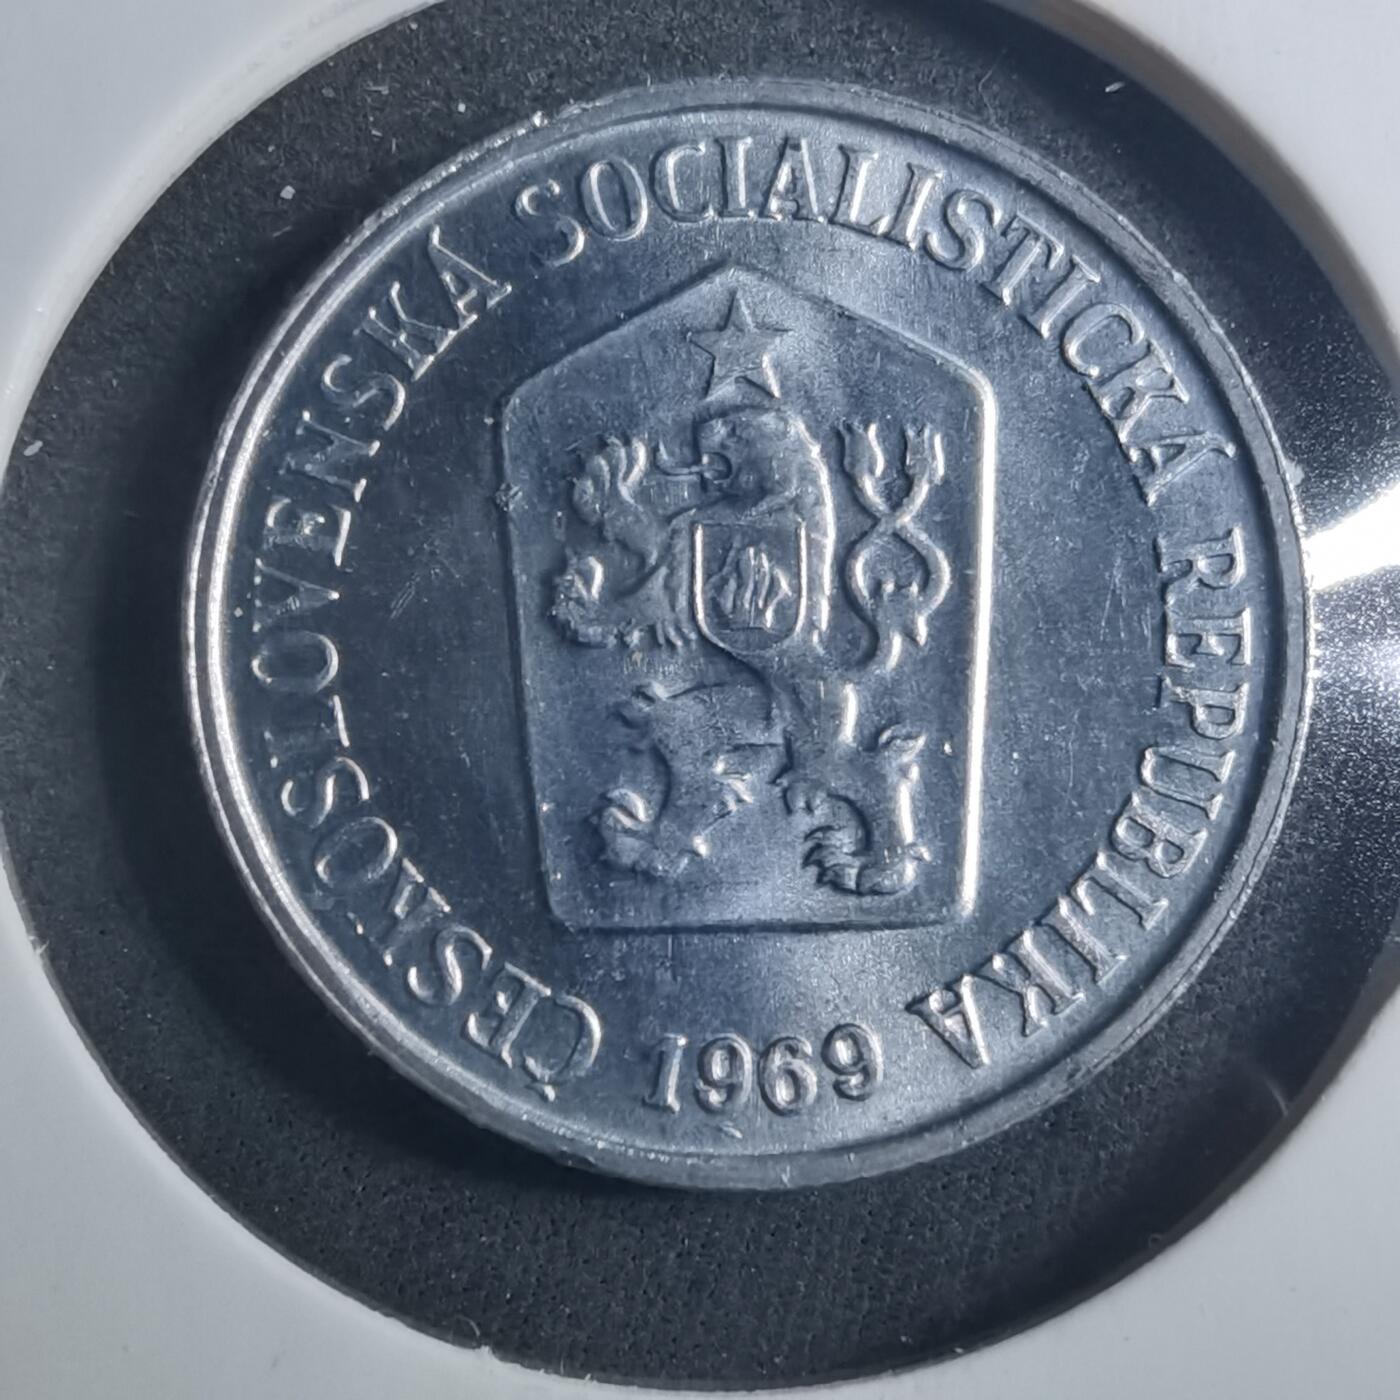 ČESKOSLOVENSKÁ SOCIALISTICKÁ REPUBLIKA
1969